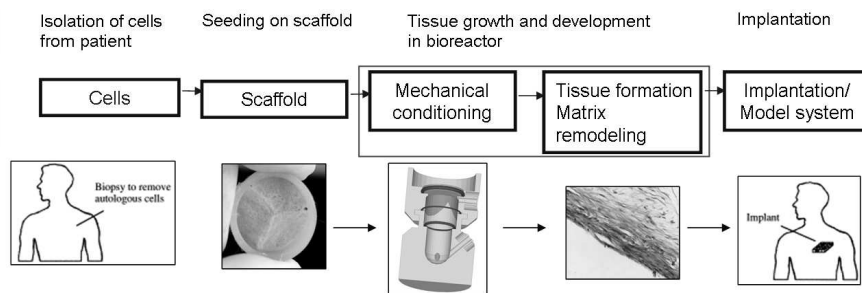 Isolation of cells
from patient
Seeding on scaffold
Tissue growth and development
in bioreactor
Implantation
Cells
Scaffold
Mechanical
conditioning
Tissue formation
Matrix
remodeling
Implantation/
Model system
Biopsy to remove
autologous cells
Implant